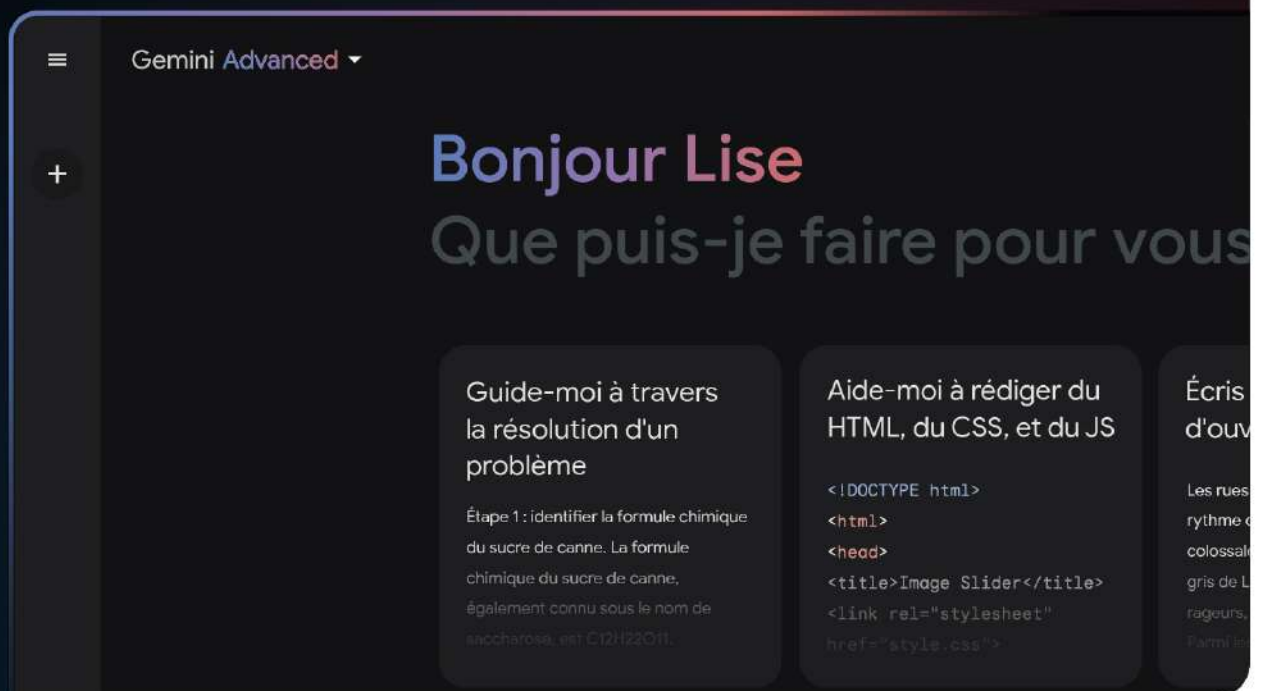 Gemini Advanced
Bonjour Lise
Que puis-je faire pour vous
Guide-moi à travers
la résolution d'un
problème
Étape 1 : identifier la formule chimique
du sucre de canne. La formule
chimique du sucre de canne,
également connu sous le nom de
saccharose, est C12H22O11.
Aide-moi à rédiger du
HTML, du CSS, et du JS
<!DOCTYPE html>
<html>
<head>
<title>Image Slider</title>
<link rel="stylesheet"
href="style.css">
Écris
d'ouv
Les rues
rythme
colossal
gris de L
rageurs,
Parmi